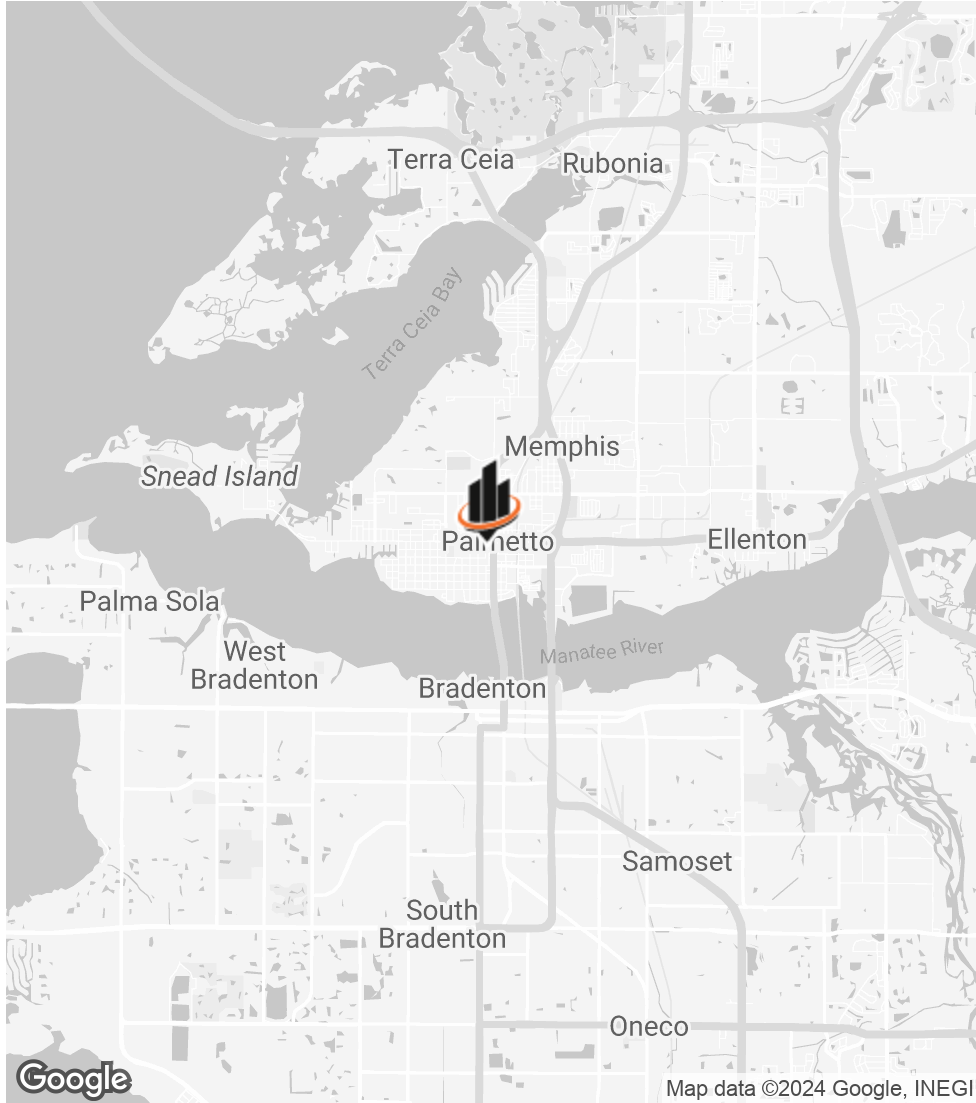 Terra Ceia
Rubonia
Terra Ceia Bay
Memphis
Snead Island
Palmetto
Ellenton
Palma Sola
West
Bradenton
Manatee River
Bradenton
Samoset
South
Bradenton
Oneco
Google
Map data ©2024 Google, INEGI